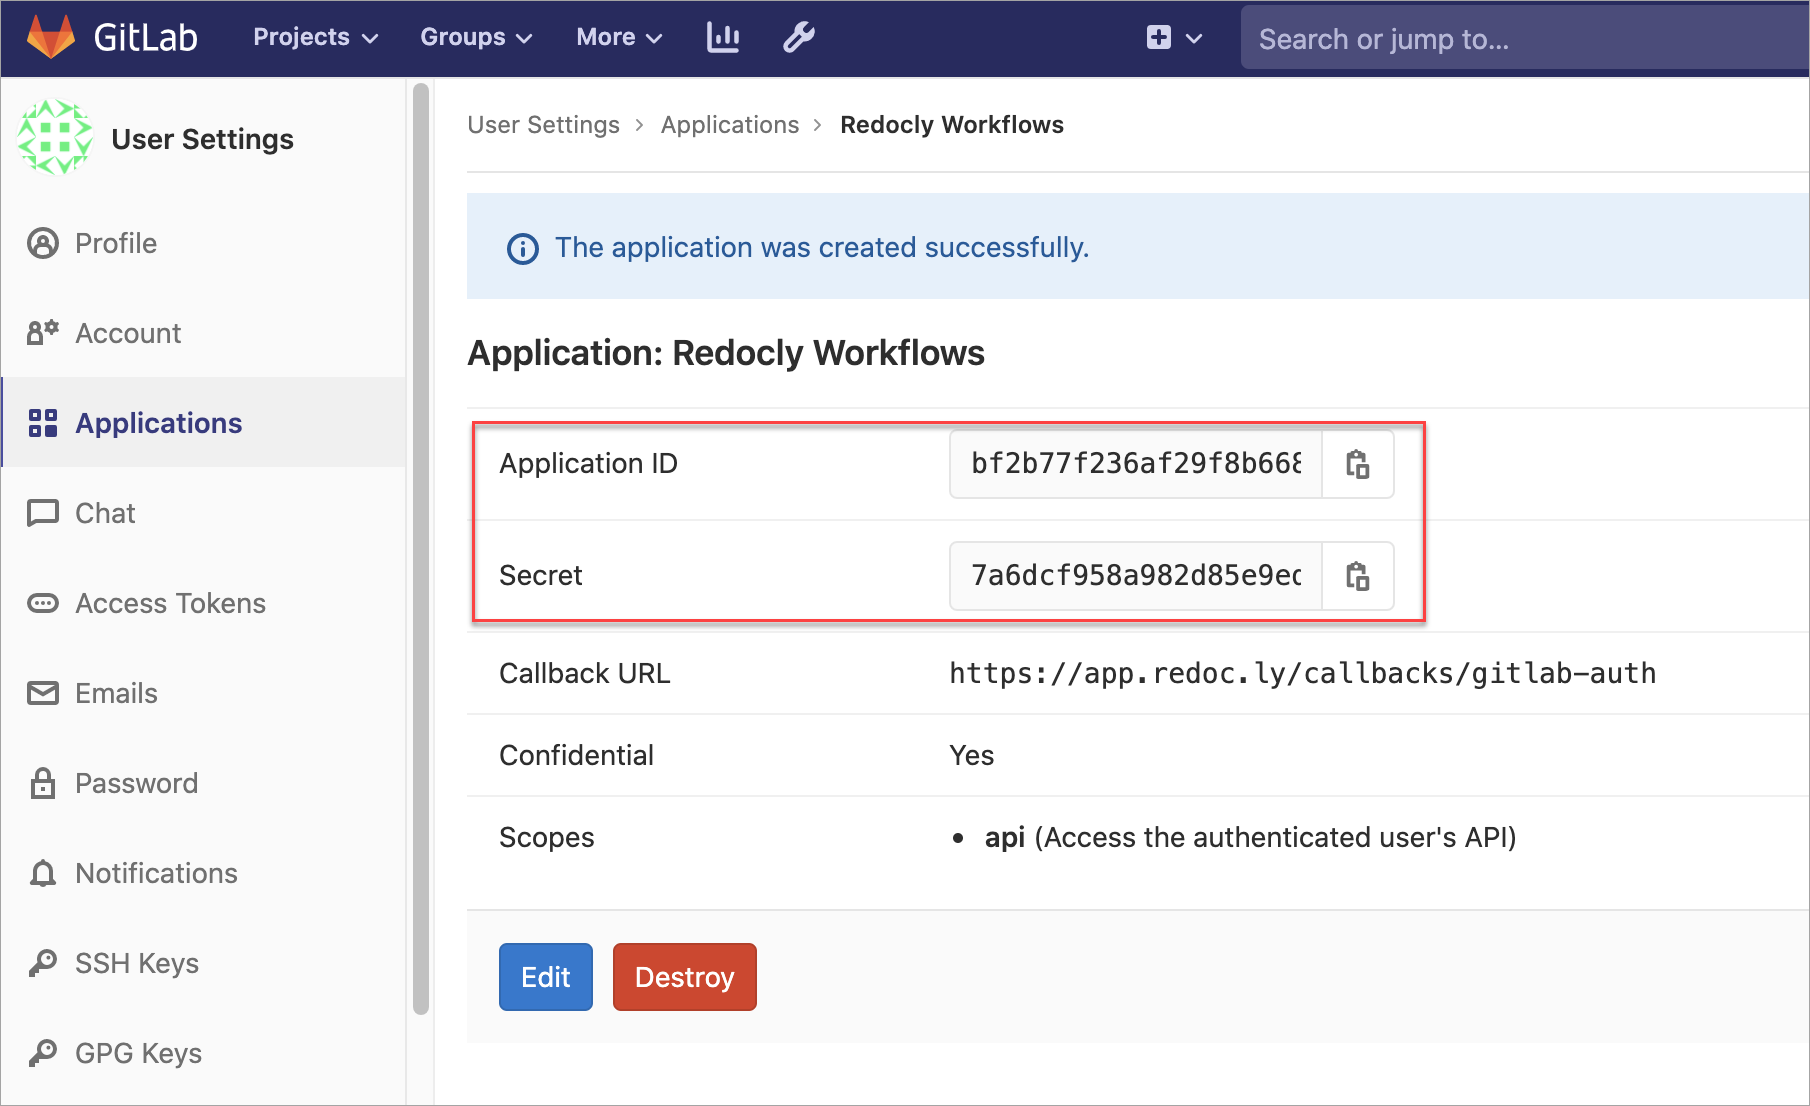 GitLab Projects Groups More Search or jump to...
User Settings
Profile
Account
Applications
Chat
Access Tokens
Emails
Password
Notifications
SSH Keys
GPG Keys
User Settings > Applications > Redocly Workflows
The application was created successfully.
Application: Redocly Workflows
Application ID bf2b77f236af29f8b668
Secret 7a6dcf958a982d85e9e
Callback URL https://app.redoc.ly/callbacks/gitlab-auth
Confidential Yes
Scopes • api (Access the authenticated user's API)
Edit Destroy